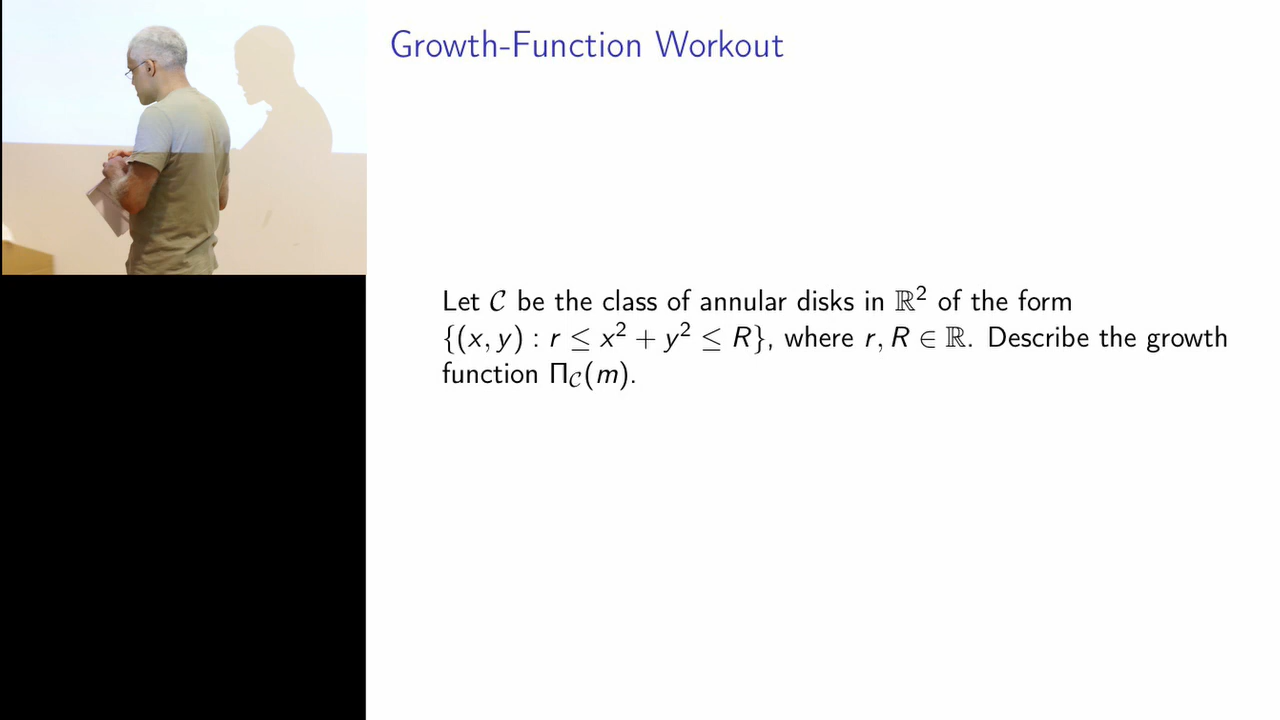 Growth-Function Workout
Let 𝒞 be the class of annular disks in ℝ² of the form
{(x, y) : r ≤ x² + y² ≤ R}, where r, R ∈ ℝ. Describe the growth
function Π_𝒞(m).